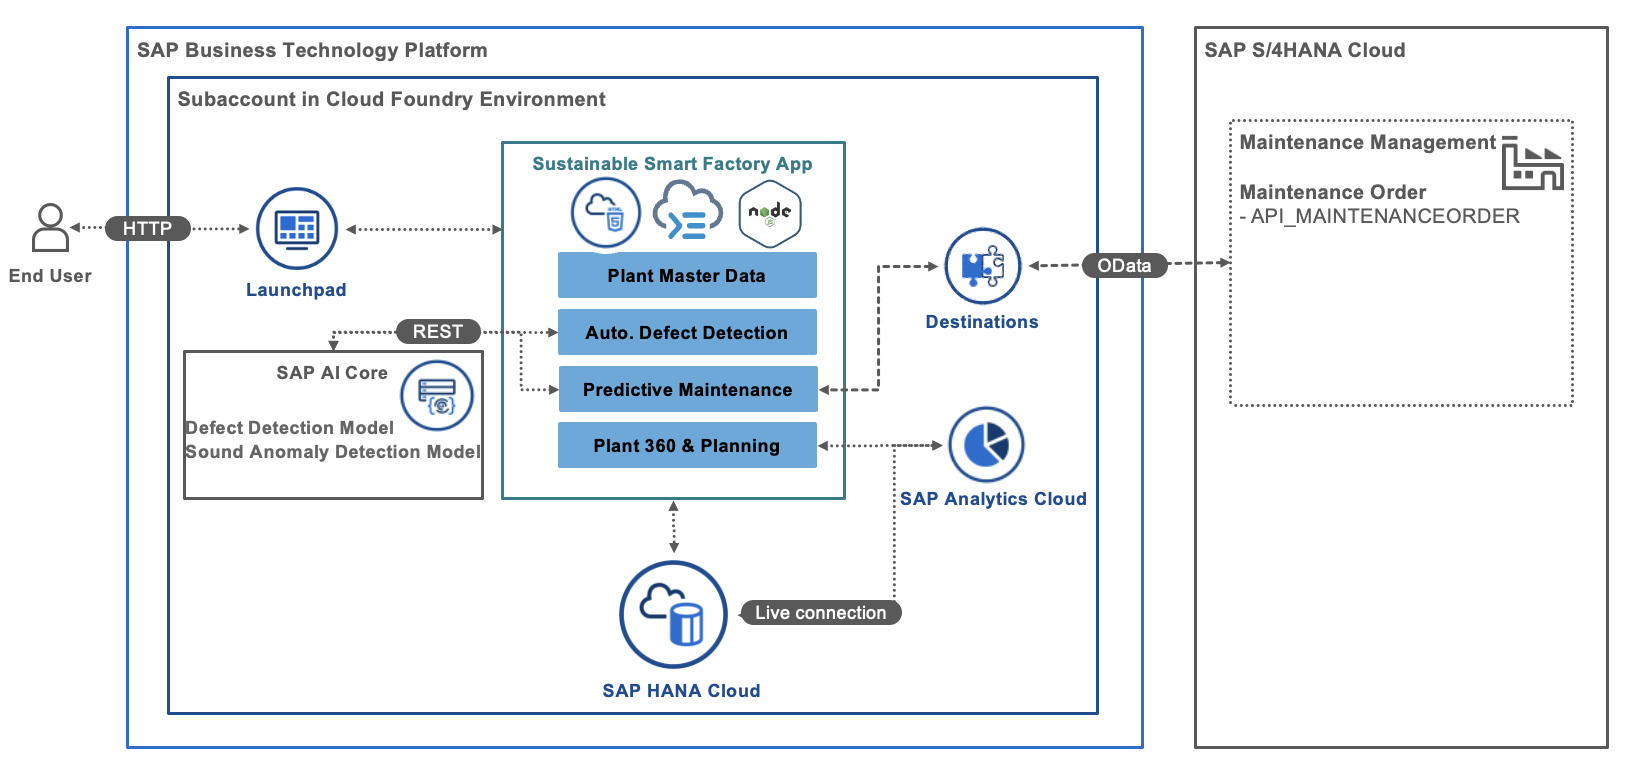 SAP Business Technology Platform
Subaccount in Cloud Foundry Environment
Sustainable Smart Factory App
HTML
5
node
JS
HTTP
End User
Launchpad
Plant Master Data
REST
Auto. Defect Detection
Predictive Maintenance
Plant 360 & Planning
SAP AI Core
Defect Detection Model
Sound Anomaly Detection Model
Destinations
OData
SAP Analytics Cloud
Live connection
SAP HANA Cloud
SAP S/4HANA Cloud
Maintenance Management
Maintenance Order
- API_MAINTENANCEORDER